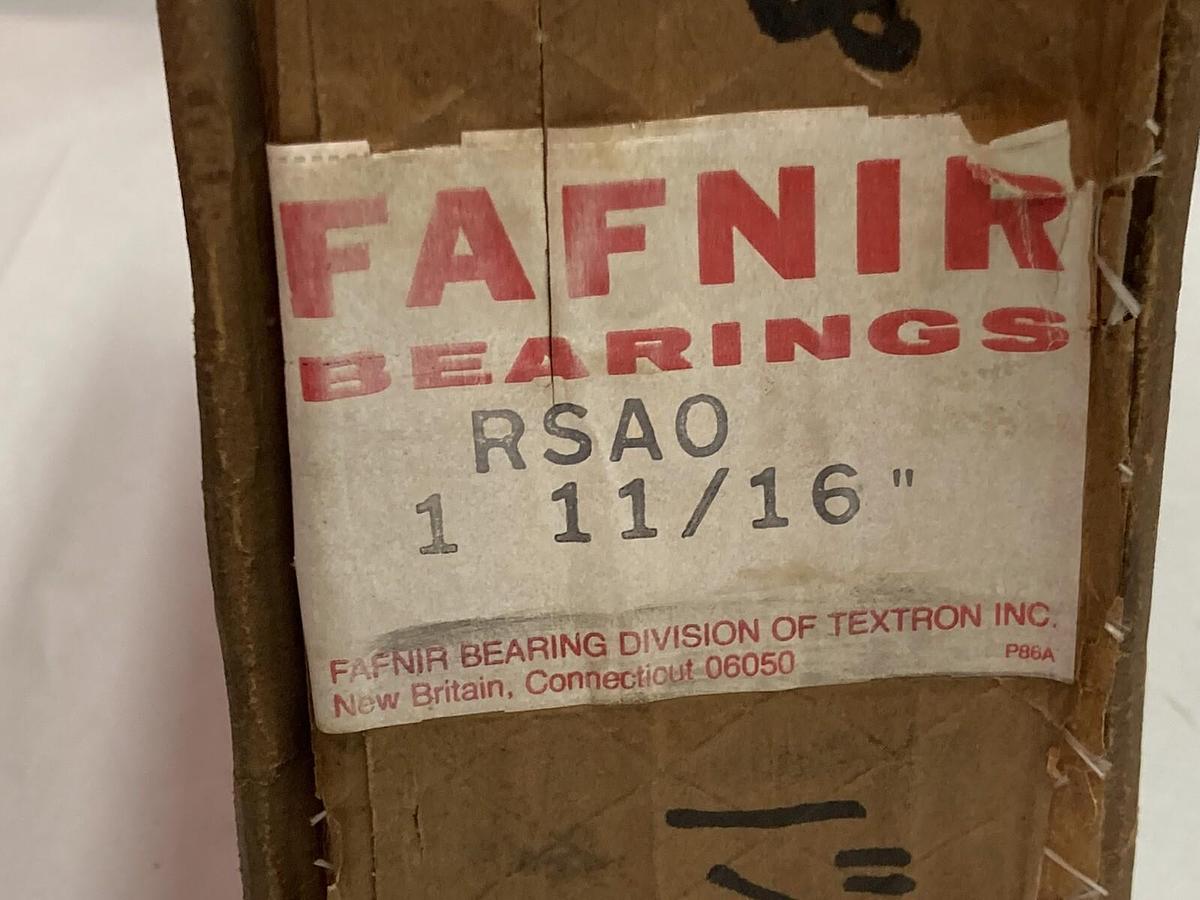 FAFNIR
BEARINGS
RSAO
1 11/16"
FAFNIR BEARING DIVISION OF TEXTRON INC.
New Britain, Connecticut 06050
P86A